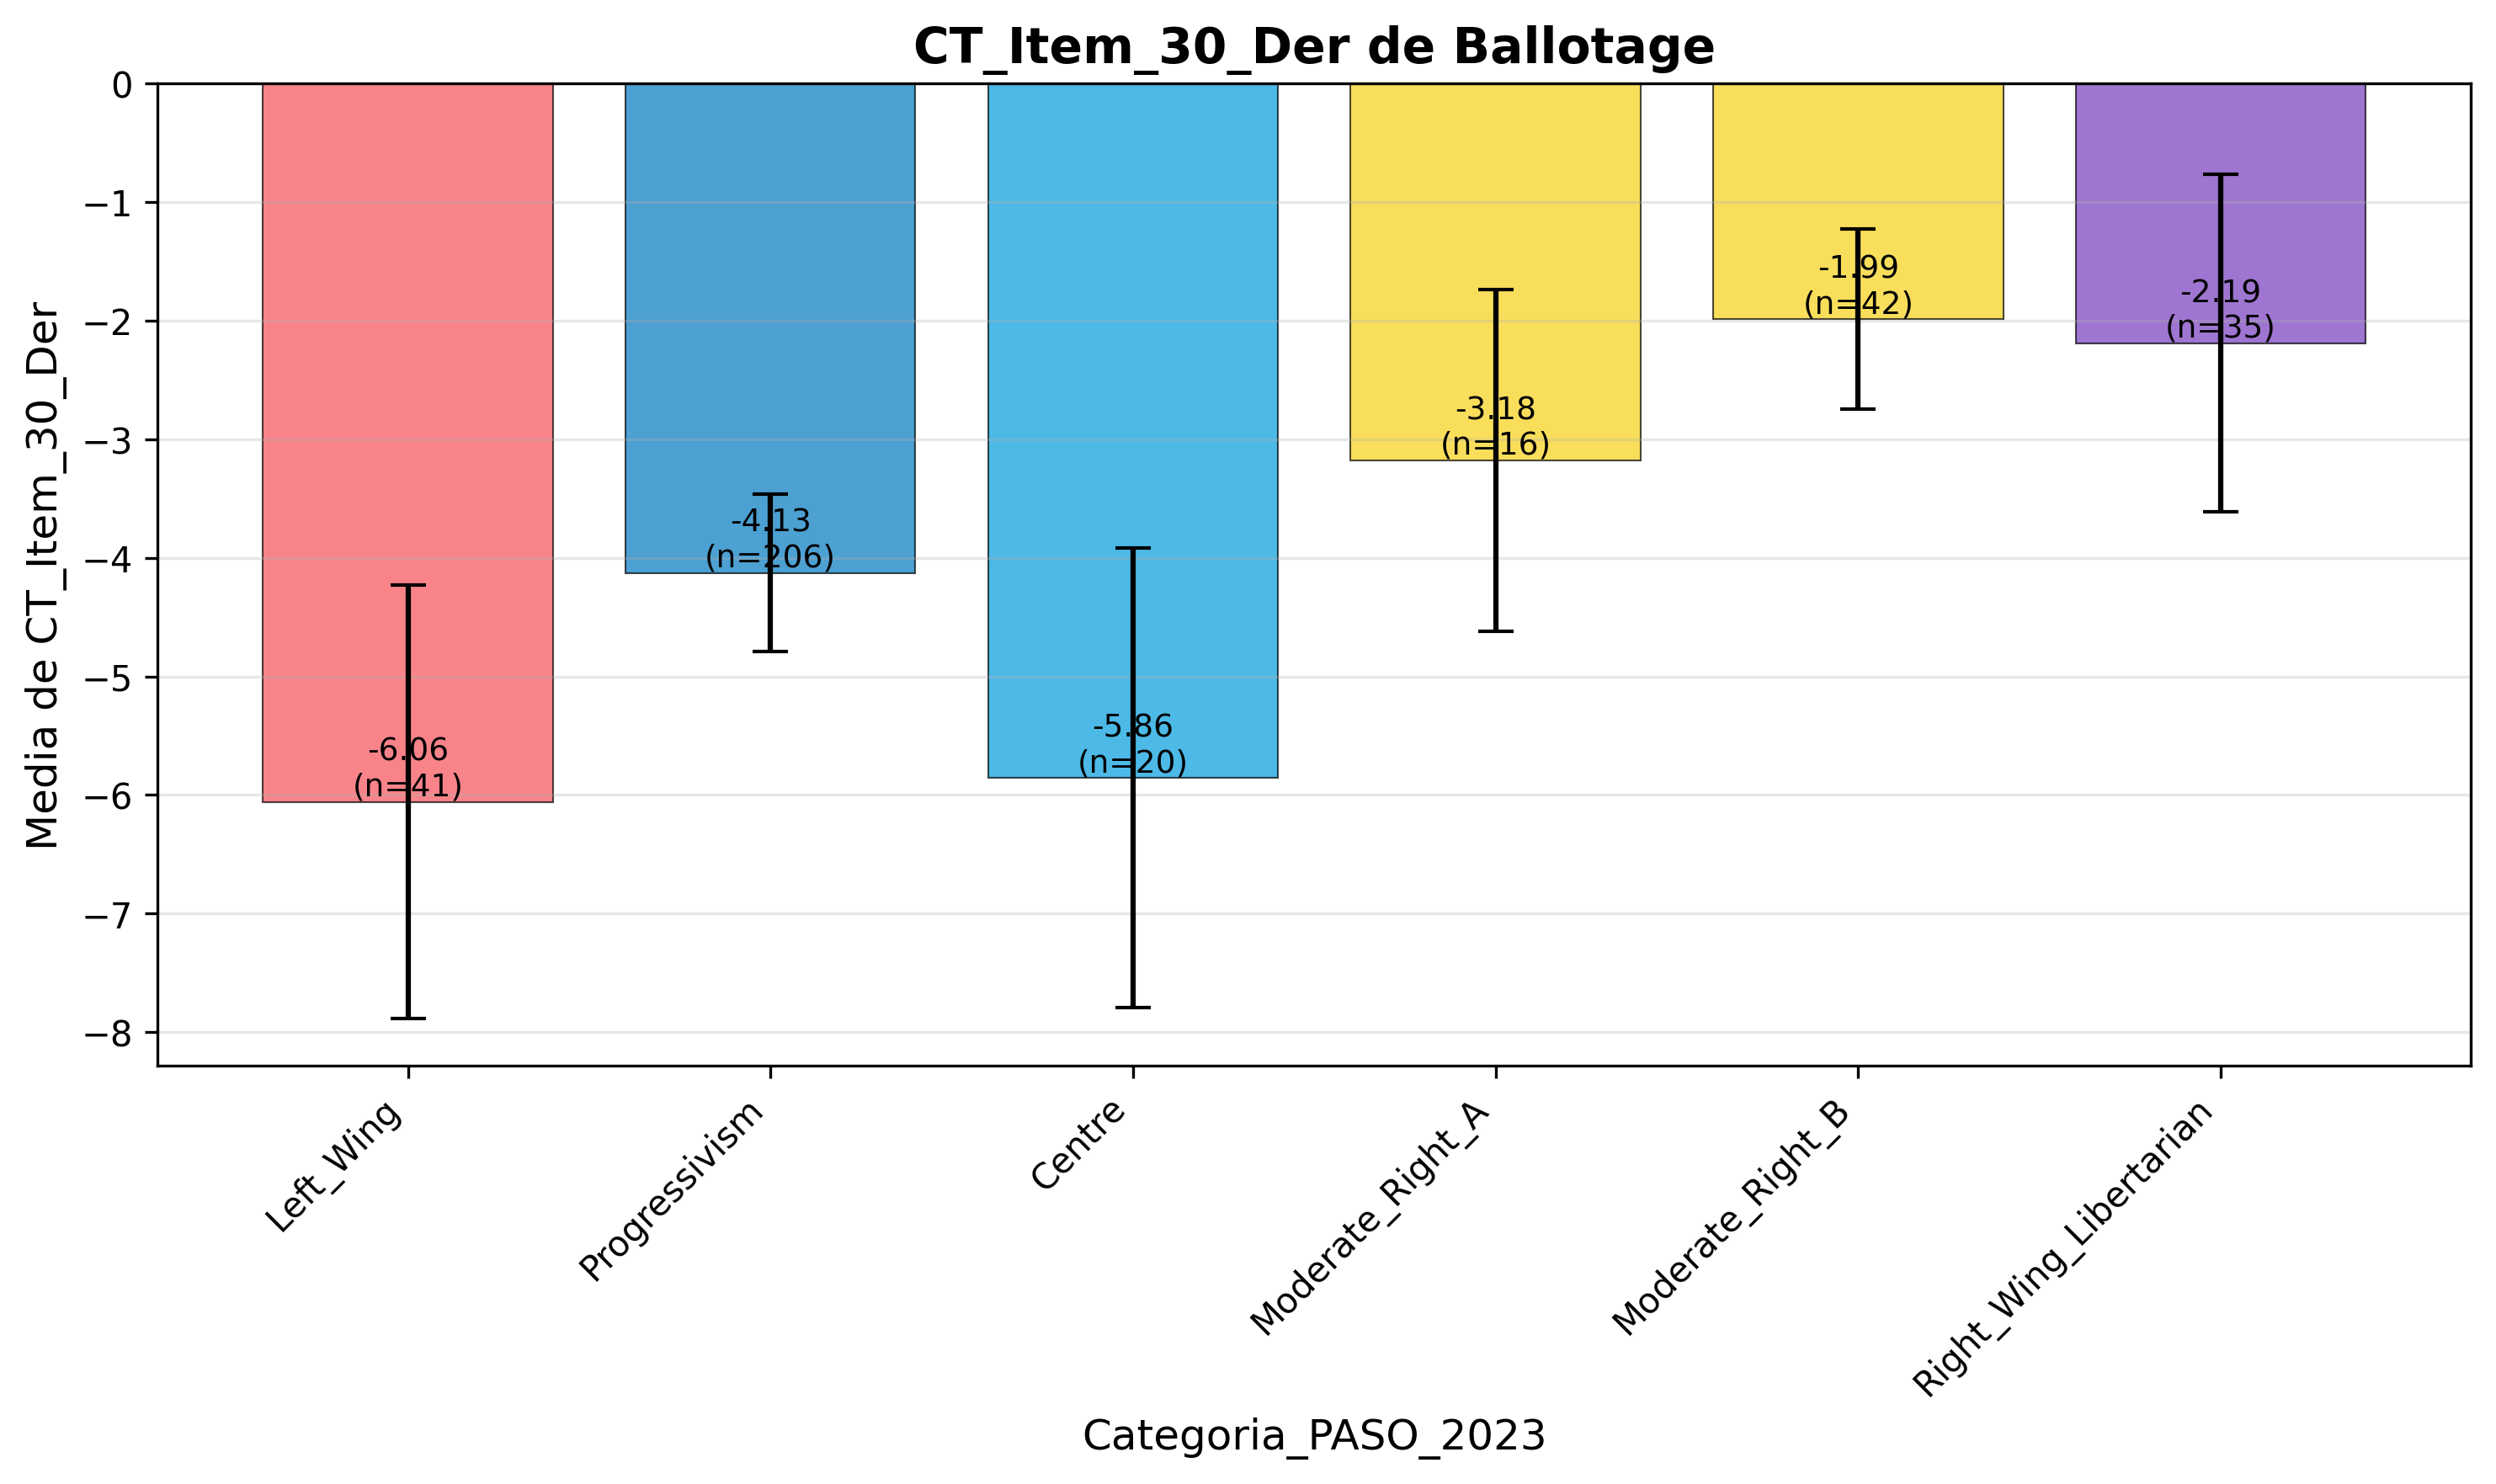 CT_Item_30_Der de Ballotage
Media de CT_Item_30_Der
0
−1
−2
−3
−4
−5
−6
−7
−8
-6.06
(n=41)
-4.13
(n=206)
-5.86
(n=20)
-3.18
(n=16)
-1.99
(n=42)
-2.19
(n=35)
Left_Wing
Progressivism
Centre
Moderate_Right_A
Moderate_Right_B
Right_Wing_Libertarian
Categoria_PASO_2023